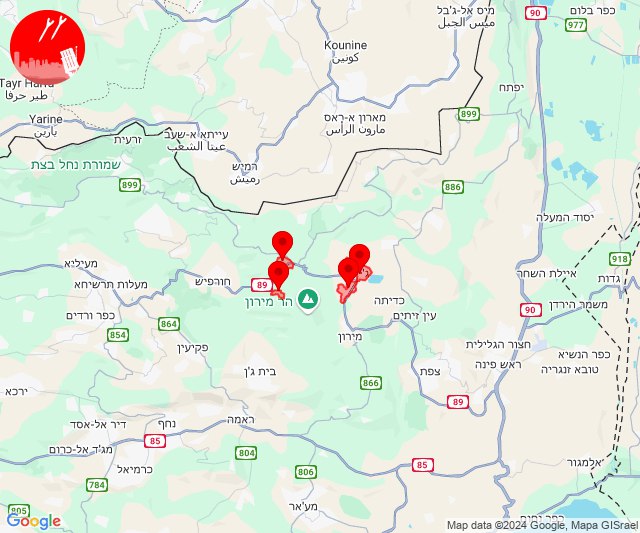 מיס אל-ג'בל
ميس الجبل
90
כפר בלום
977
Kounine
כונין
كونين
Tayr Harfa
طير حرفا
יפתח
899
Yarine
يارين
מארון א-ראס
مارون الراس
עייתא א-שעב
عيتا الشعب
זרעית
שמורת נחל בצת
רמיש
رميش
899
886
יסוד המעלה
918
איילת השחר
גדות
מעיליא
89
חורפיש
מעלות תרשיחא
הר מירון
כדיתה
משמר הירדן
90
כפר ורדים
864
עין זיתים
854
מירון
חצור הגלילית
פקיעין
כפר הנשיא
ראש פינה
טובא זנגריה
צפת
בית ג'ן
866
ירכא
89
ראמה
נחף
דיר אל-אסד
85
מג'ד אל-כרום
804
85
אלמגור
כרמיאל
806
784
מע'אר
805
Google
Map data ©2024 Google, Mapa GISrael